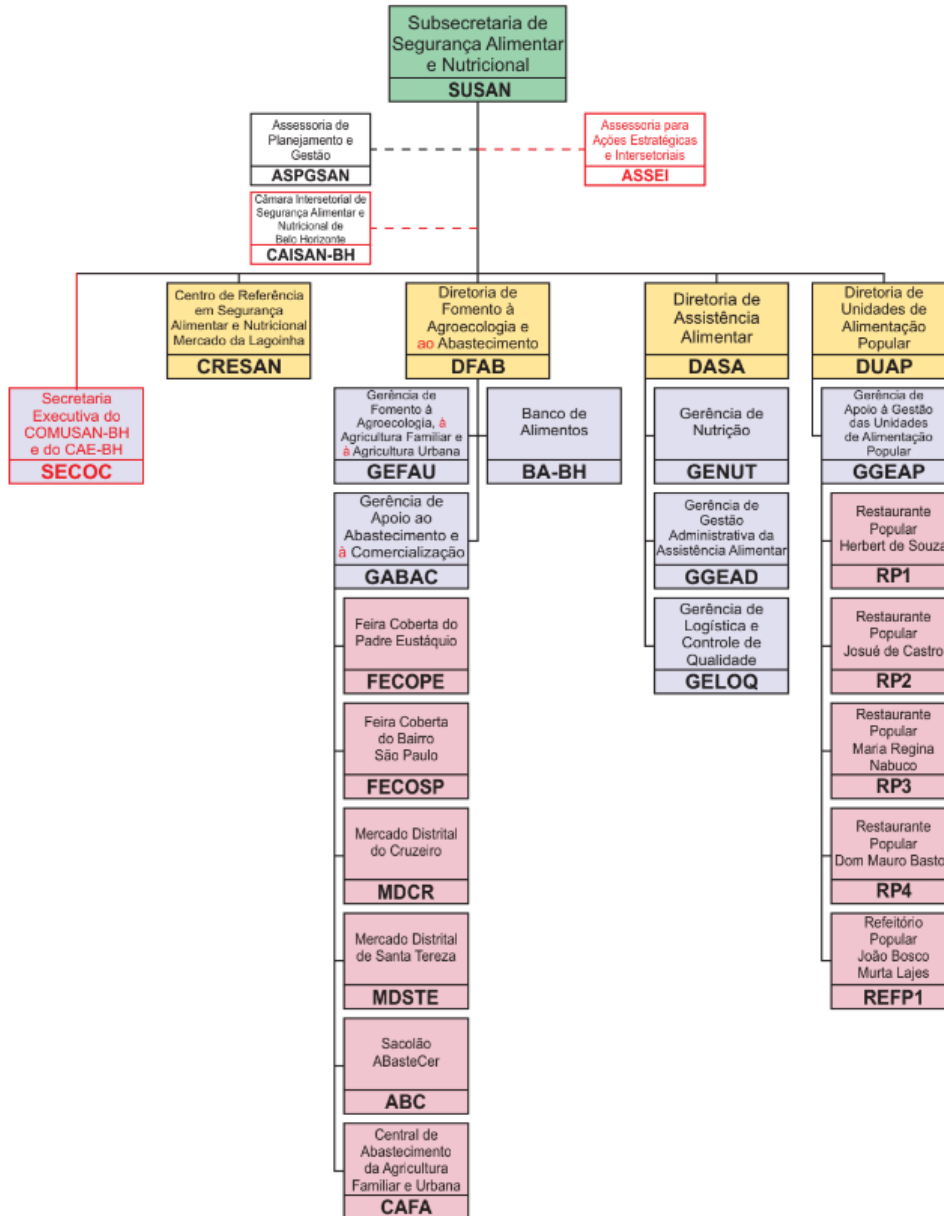 Subsecretaria de
Segurança Alimentar
e Nutricional
SUSAN
Assessoria de
Planejamento e
Gestão
ASPGSAN
Assessoria para
Ações Estratégicas
e Intersetoriais
ASSEI
Câmara Intersetorial de
Segurança Alimentar e
Nutricional de
Belo Horizonte
CAISAN-BH
Secretaria
Executiva do
COMUSAN-BH
e do CAE-BH
SECOC
Centro de Referência
em Segurança
Alimentar e Nutricional
Mercado da Lagoinha
CRESAN
Diretoria de
Fomento à
Agroecologia e
ao Abastecimento
DFAB
Gerência de
Fomento à
Agroecologia, à
Agricultura Familiar e
à Agricultura Urbana
GEFAU
Banco de
Alimentos
BA-BH
Gerência de
Apoio ao
Abastecimento e
à Comercialização
GABAC
Feira Coberta do
Padre Eustáquio
FECOPE
Feira Coberta
do Bairro
São Paulo
FECOSP
Mercado Distrital
do Cruzeiro
MDCR
Mercado Distrital
de Santa Tereza
MDSTE
Sacolão
ABasteCer
ABC
Central de
Abastecimento
da Agricultura
Familiar e Urbana
CAFA
Diretoria de
Assistência
Alimentar
DASA
Gerência de
Nutrição
GENUT
Gerência de
Gestão
Administrativa da
Assistência Alimentar
GGEAD
Gerência de
Logística e
Controle de
Qualidade
GELOQ
Diretoria de
Unidades de
Alimentação
Popular
DUAP
Gerência de
Apoio à Gestão
das Unidades
de Alimentação
Popular
GGEAP
Restaurante
Popular
Herbert de Souza
RP1
Restaurante
Popular
Josué de Castro
RP2
Restaurante
Popular
Maria Regina
Nabuco
RP3
Restaurante
Popular
Dom Mauro Basto
RP4
Refeitório
Popular
João Bosco
Murta Lajes
REFP1